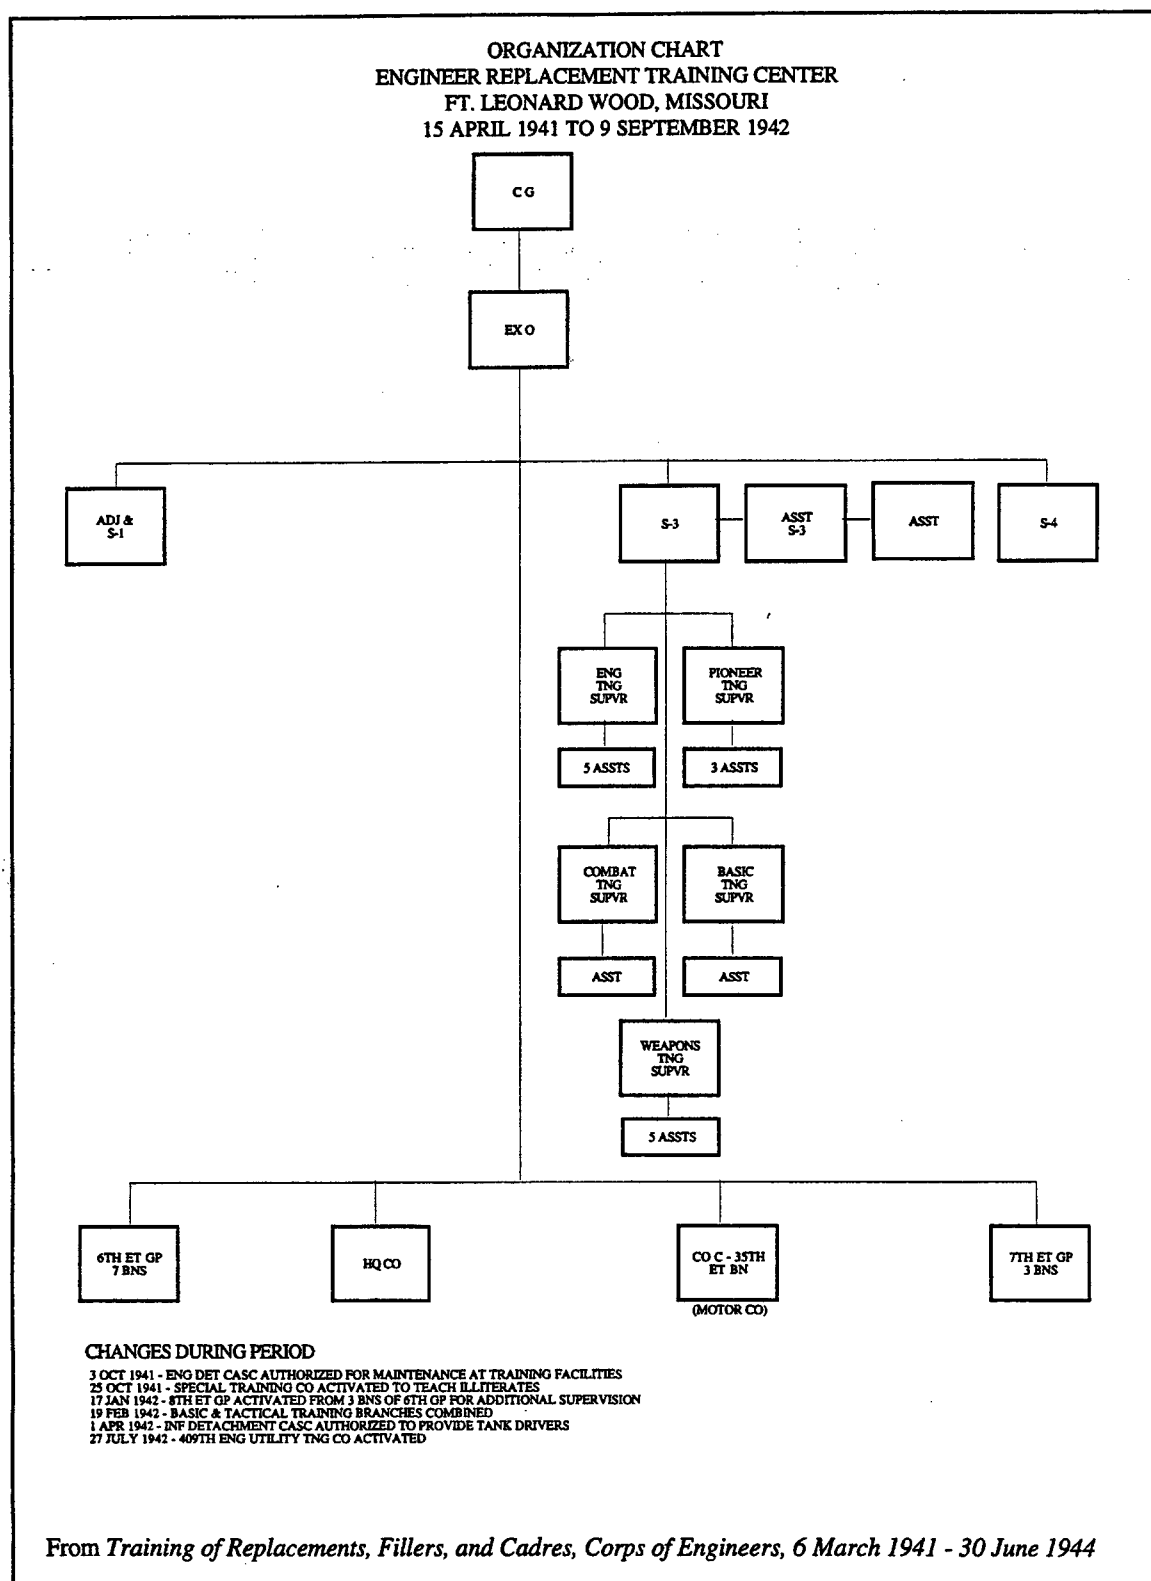 ORGANIZATION CHART
ENGINEER REPLACEMENT TRAINING CENTER
FT. LEONARD WOOD, MISSOURI
15 APRIL 1941 TO 9 SEPTEMBER 1942
C G
EX O
ADJ &
S-1
S-3
ASST
S-3
ASST
S-4
ENG
TNG
SUPVR
PIONEER
TNG
SUPVR
5 ASSTS
3 ASSTS
COMBAT
TNG
SUPVR
BASIC
TNG
SUPVR
ASST
ASST
WEAPONS
TNG
SUPVR
5 ASSTS
6TH ET GP
7 BNS
HQ CO
CO C - 35TH
ET BN
(MOTOR CO)
7TH ET GP
3 BNS
CHANGES DURING PERIOD
3 OCT 1941 - ENG DET CASC AUTHORIZED FOR MAINTENANCE AT TRAINING FACILITIES
25 OCT 1941 - SPECIAL TRAINING CO ACTIVATED TO TEACH ILLITERATES
17 JAN 1942 - 8TH ET GP ACTIVATED FROM 3 BNS OF 6TH GP FOR ADDITIONAL SUPERVISION
19 FEB 1942 - BASIC & TACTICAL TRAINING BRANCHES COMBINED
1 APR 1942 - INF DETACHMENT CASC AUTHORIZED TO PROVIDE TANK DRIVERS
27 JULY 1942 - 409TH ENG UTILITY TNG CO ACTIVATED
From Training of Replacements, Fillers, and Cadres, Corps of Engineers, 6 March 1941 - 30 June 1944